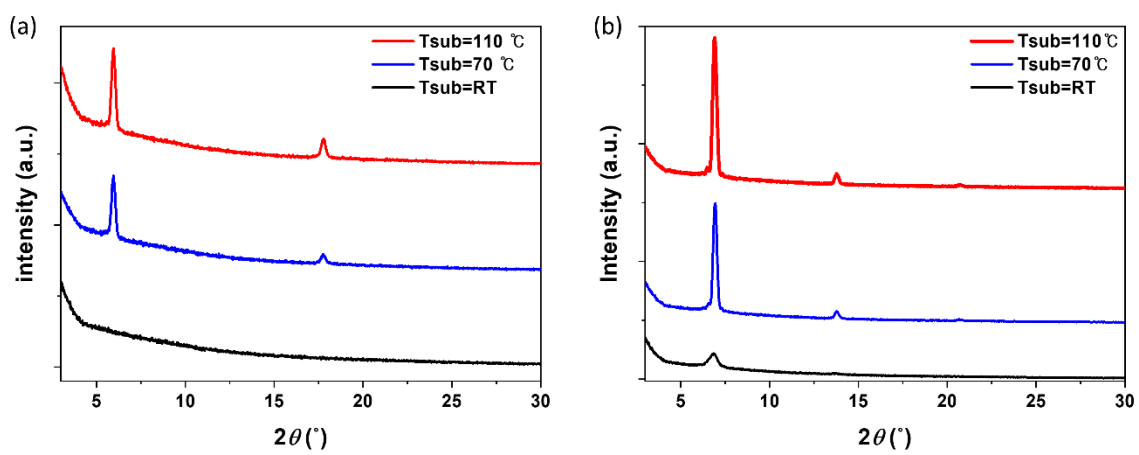 (a)
Tsub=110 ℃
Tsub=70 ℃
Tsub=RT
intensity (a.u.)
5 10 15 20 25 30
2θ (°)
(b)
Tsub=110℃
Tsub=70℃
Tsub=RT
Intensity (a.u.)
5 10 15 20 25 30
2θ (°)